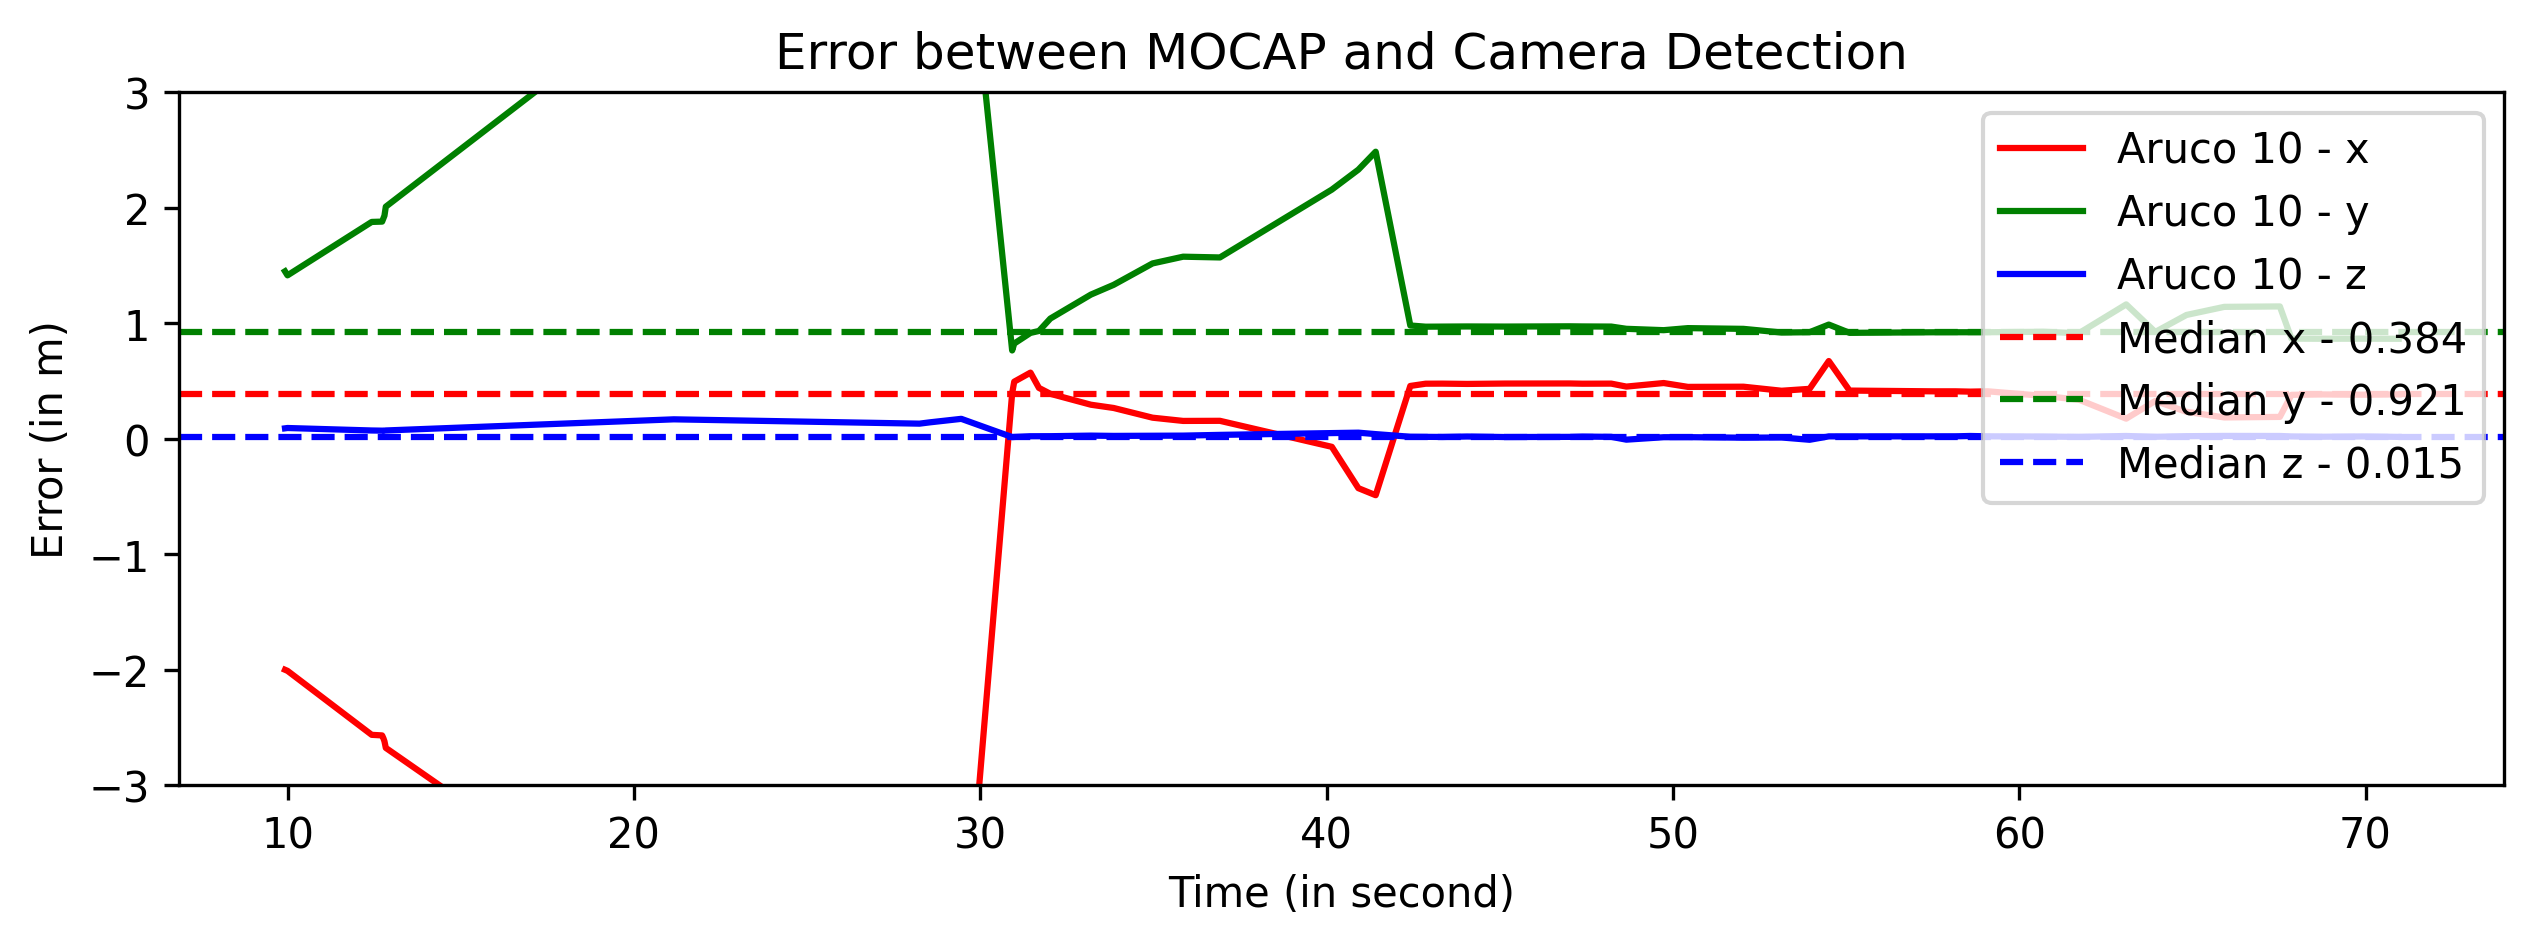 Error between MOCAP and Camera Detection
Error (in m)
3
2
1
0
−1
−2
−3
Aruco 10 - x
Aruco 10 - y
Aruco 10 - z
Median x - 0.384
Median y - 0.921
Median z - 0.015
10 20 30 40 50 60 70
Time (in second)